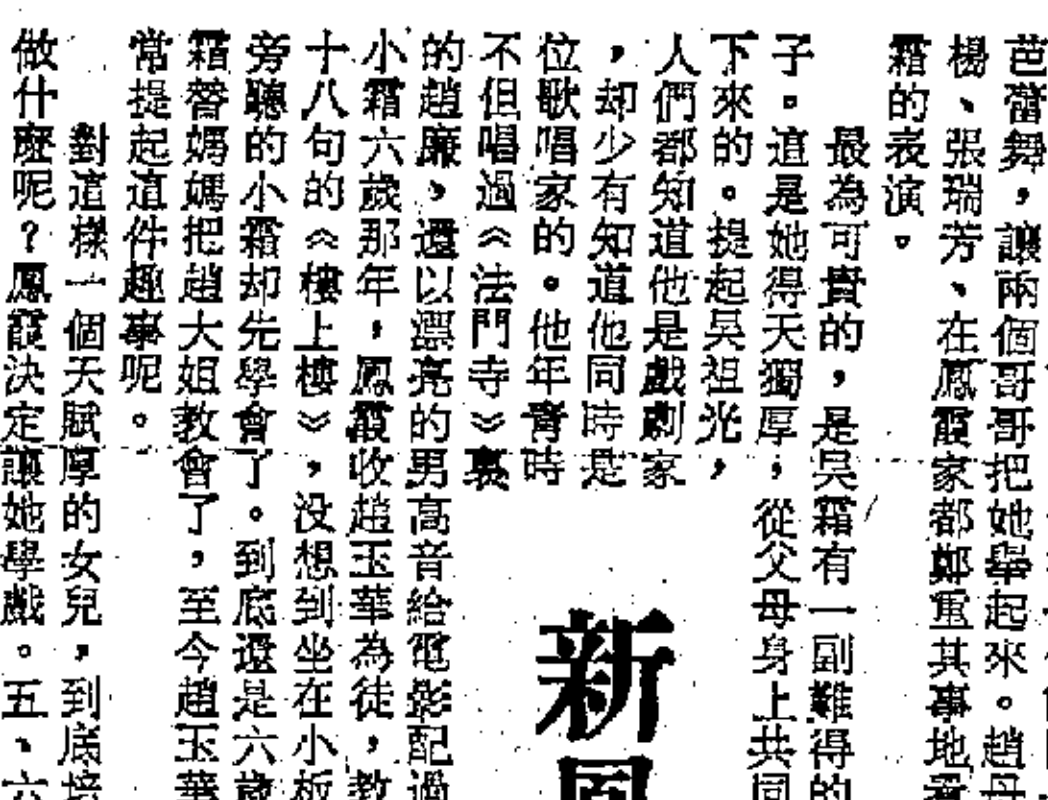 芭蕾舞，讓兩個哥哥把她舉起來。趙母
楊、張瑞芳、在鳳霞家都鄭重其事地看
霜的表演。
最為可貴的，是吳霜有一副難得的
子。這是她得天獨厚，從父母身上共同
下來的。提起吳祖光，
人們都知道他是戲劇家
，却少有知道他同時是
位歌唱家的。他年青時
不但唱過《法門寺》裏
的趙廉，還以漂亮的男高音給電影配過
小霜六歲那年，鳳霞收趙玉華為徒，教
十八句的《樓上樓》，没想到坐在小板
旁聽的小霜却先學會了。到底還是六歲
霜替媽媽把趙大姐教會了，至今趙玉華
常提起這件趣事呢。
對這樣一個天賦厚的女兒，到底培
做什麼呢？鳳霞決定讓她學戲。五、六
新